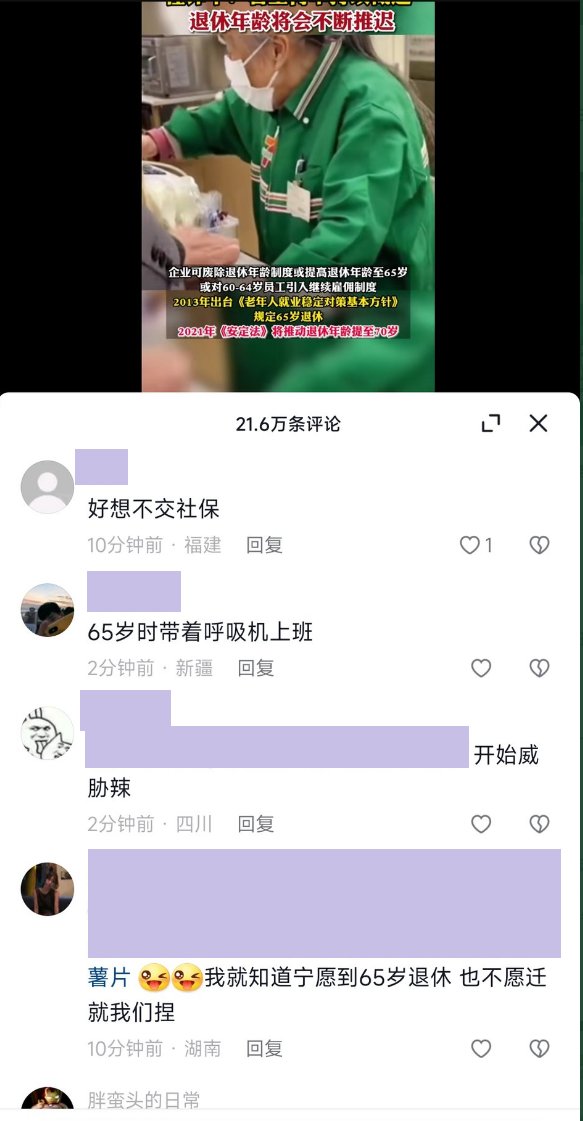 退休年龄将会不断推迟
企业可废除退休年龄制度或提高退休年龄至65岁
或对60-64岁员工引入继续雇佣制度
2013年出台《老年人就业稳定对策基本方针》
规定65岁退休
2021年《安定法》将推动退休年龄提至70岁
21.6万条评论
好想不交社保
10分钟前 · 福建 回复 1
65岁时带着呼吸机上班
2分钟前 · 新疆 回复
开始威
胁辣
2分钟前 · 四川 回复
薯片 😜😜我就知道宁愿到65岁退休 也不愿迁
就我们捏
10分钟前 · 湖南 回复
胖蛮头的日常